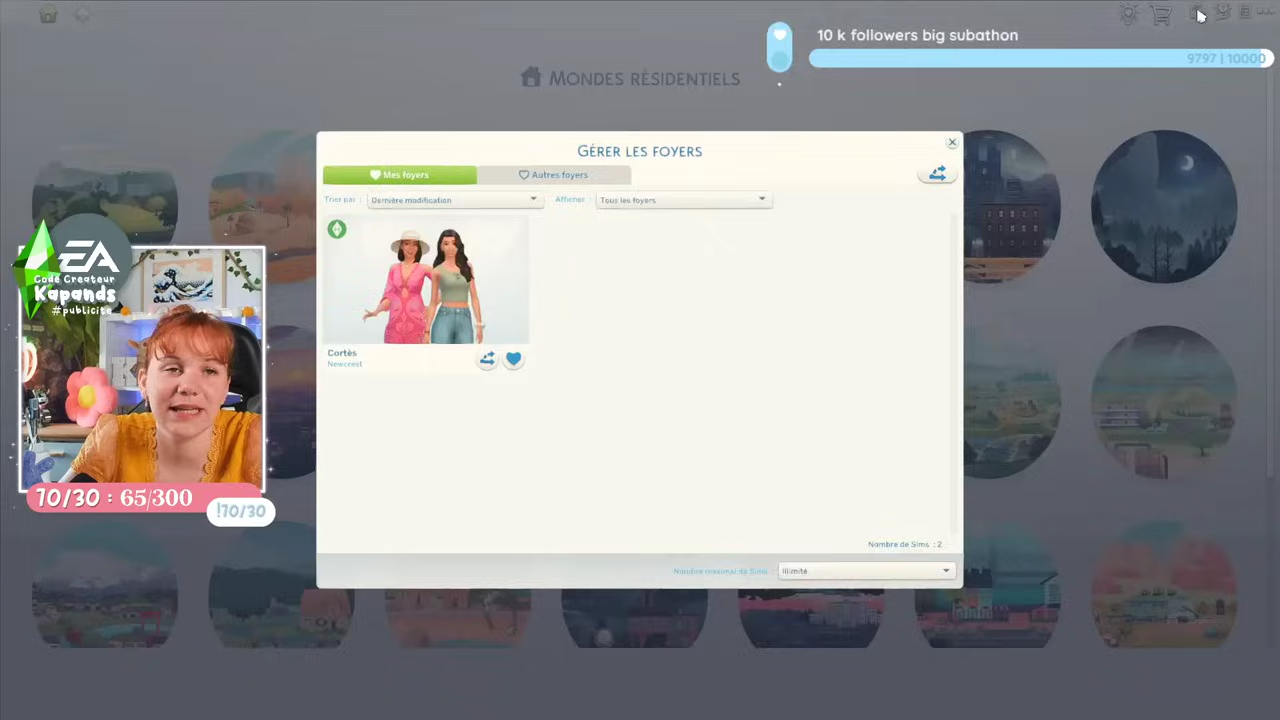 10 k followers big subathon
9797 | 10000
MONDES RÉSIDENTIELS
GÉRER LES FOYERS
Mes foyers
Autres foyers
Trier par :
Dernière modification
Afficher :
Tous les foyers
EA
Code Createur
Kapands
#publicite
Cortès
Newcrest
K
70/30 : 65/300
!70/30
Nombre de Sims : 2
Nombre maximal de Sims :
Illimité